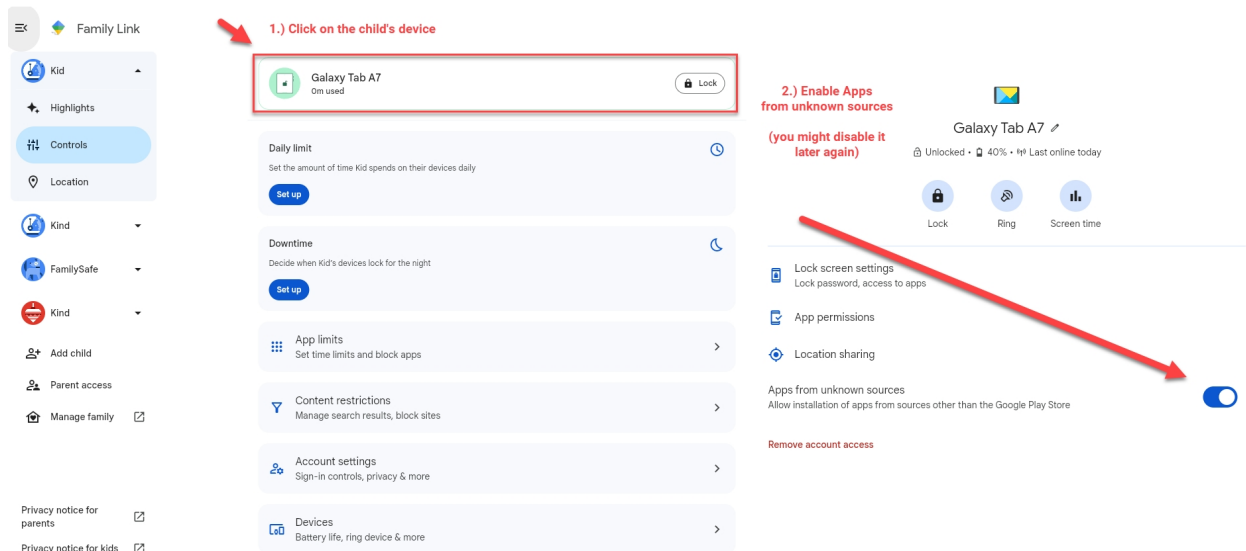 Family Link
Kid
Highlights
Controls
Location
Kind
FamilySafe
Kind
Add child
Parent access
Manage family
Privacy notice for
parents
Privacy notice for kids
1.) Click on the child's device
Galaxy Tab A7
0m used
Lock
Daily limit
Set the amount of time Kid spends on their devices daily
Set up
Downtime
Decide when Kid's devices lock for the night
Set up
App limits
Set time limits and block apps
Content restrictions
Manage search results, block sites
Account settings
Sign-in controls, privacy & more
Devices
Battery life, ring device & more
2.) Enable Apps
from unknown sources
(you might disable it
later again)
Galaxy Tab A7
Unlocked • 40% • Last online today
Lock
Ring
Screen time
Lock screen settings
Lock password, access to apps
App permissions
Location sharing
Apps from unknown sources
Allow installation of apps from sources other than the Google Play Store
Remove account access